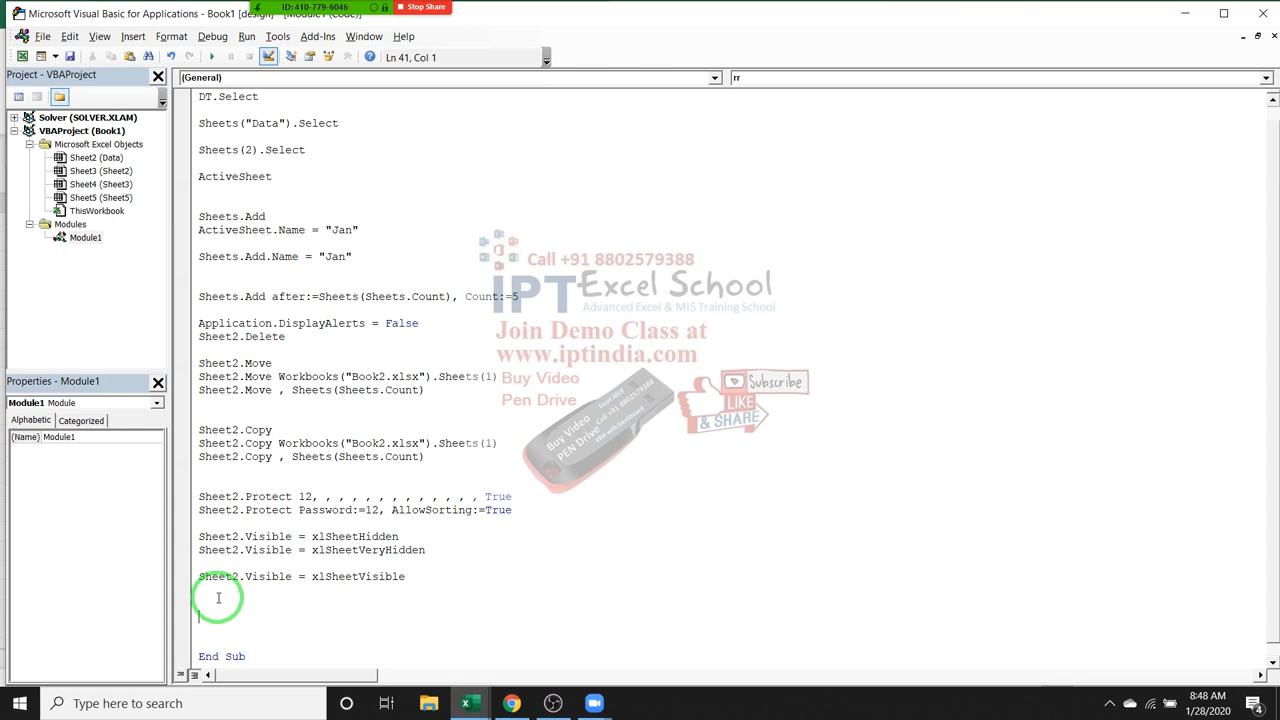 Microsoft Visual Basic for Applications - Book1 [design] - [Module1 (Code)]
ID: 410-779-6046
Stop Share
File Edit View Insert Format Debug Run Tools Add-Ins Window Help
Ln 41, Col 1
Project - VBAProject
(General)
rr
Solver (SOLVER.XLAM)
VBAProject (Book1)
Microsoft Excel Objects
Sheet2 (Data)
Sheet3 (Sheet2)
Sheet4 (Sheet3)
Sheet5 (Sheet5)
ThisWorkbook
Modules
Module1
Properties - Module1
Module1 Module
Alphabetic Categorized
(Name) Module1
DT.Select
Sheets("Data").Select
Sheets(2).Select
ActiveSheet
Sheets.Add
ActiveSheet.Name = "Jan"
Sheets.Add.Name = "Jan"
Sheets.Add after:=Sheets(Sheets.Count), Count:=5
Application.DisplayAlerts = False
Sheet2.Delete
Sheet2.Move
Sheet2.Move Workbooks("Book2.xlsx").Sheets(1)
Sheet2.Move , Sheets(Sheets.Count)
Sheet2.Copy
Sheet2.Copy Workbooks("Book2.xlsx").Sheets(1)
Sheet2.Copy , Sheets(Sheets.Count)
Sheet2.Protect 12, , , , , , , , , , , , , True
Sheet2.Protect Password:=12, AllowSorting:=True
Sheet2.Visible = xlSheetHidden
Sheet2.Visible = xlSheetVeryHidden
Sheet2.Visible = xlSheetVisible
End Sub
Call +91 8802579388
IPT Excel School
Advanced Excel & MIS Training School
Join Demo Class at
www.iptindia.com
Buy Video
Pen Drive
Subscribe
LIKE
& SHARE
Buy Video
PEN Drive
Call +91 8802579388
Type here to search
8:48 AM
1/28/2020
4